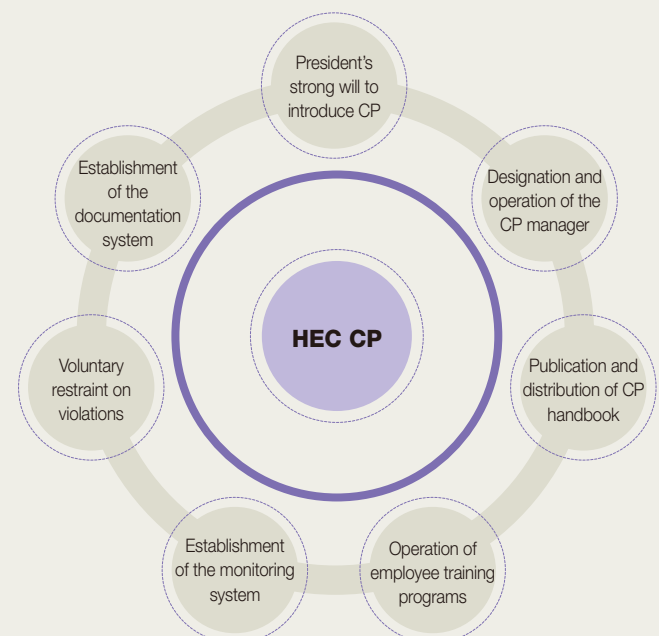 President's
strong will to
introduce CP
Designation and
operation of the
CP manager
Publication and
distribution of CP
handbook
Operation of
employee training
programs
Establishment
of the monitoring
system
Voluntary
restraint on
violations
Establishment
of the
documentation
system
HEC CP